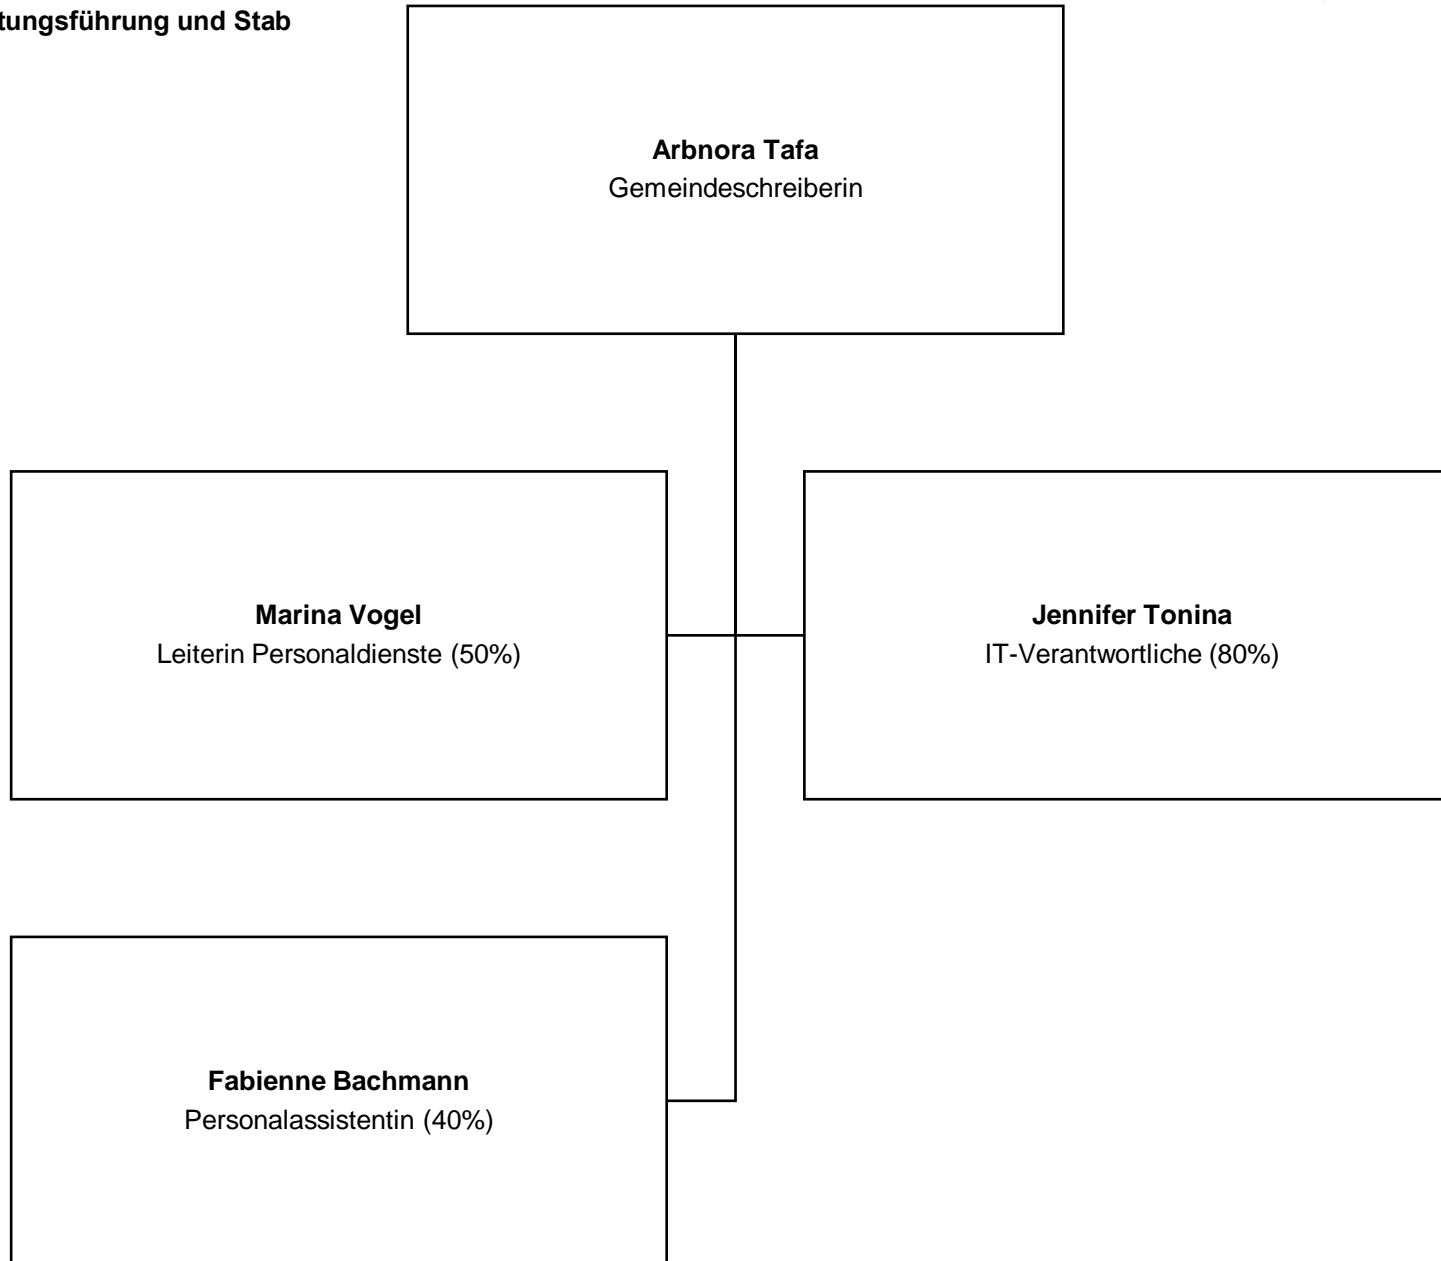 tungsführung und Stab
Arbnora Tafa
Gemeindeschreiberin
Marina Vogel
Leiterin Personaldienste (50%)
Jennifer Tonina
IT-Verantwortliche (80%)
Fabienne Bachmann
Personalassistentin (40%)